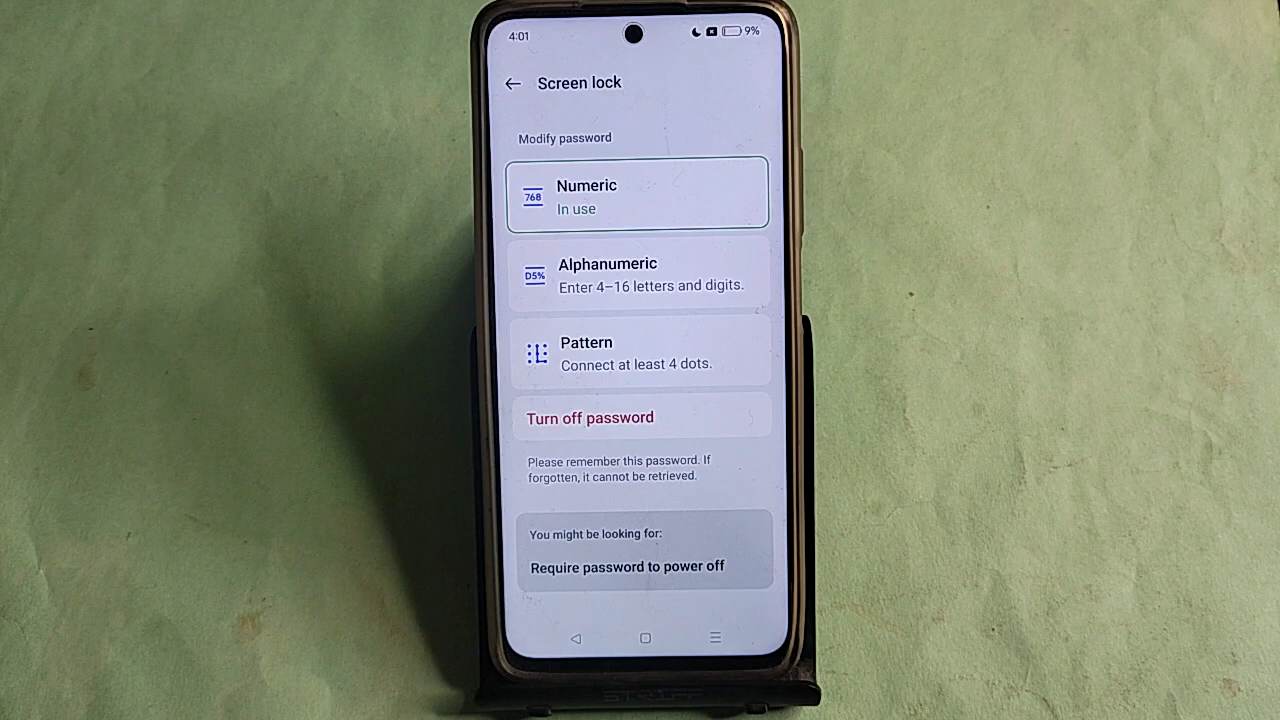 4:01
9%
Screen lock
Modify password
768
Numeric
In use
D5%
Alphanumeric
Enter 4–16 letters and digits.
Pattern
Connect at least 4 dots.
Turn off password
Please remember this password. If
forgotten, it cannot be retrieved.
You might be looking for:
Require password to power off
STRIFF